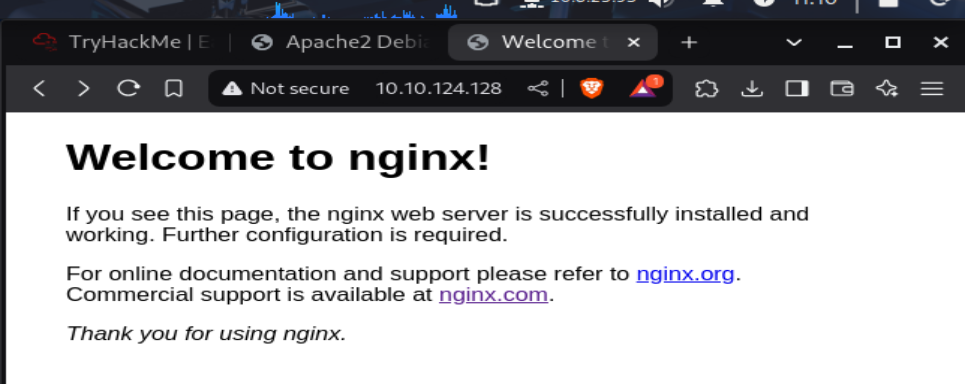 TryHackMe | E
Apache2 Debi
Welcome t
Not secure 10.10.124.128
1
Welcome to nginx!
If you see this page, the nginx web server is successfully installed and
working. Further configuration is required.
For online documentation and support please refer to nginx.org.
Commercial support is available at nginx.com.
Thank you for using nginx.